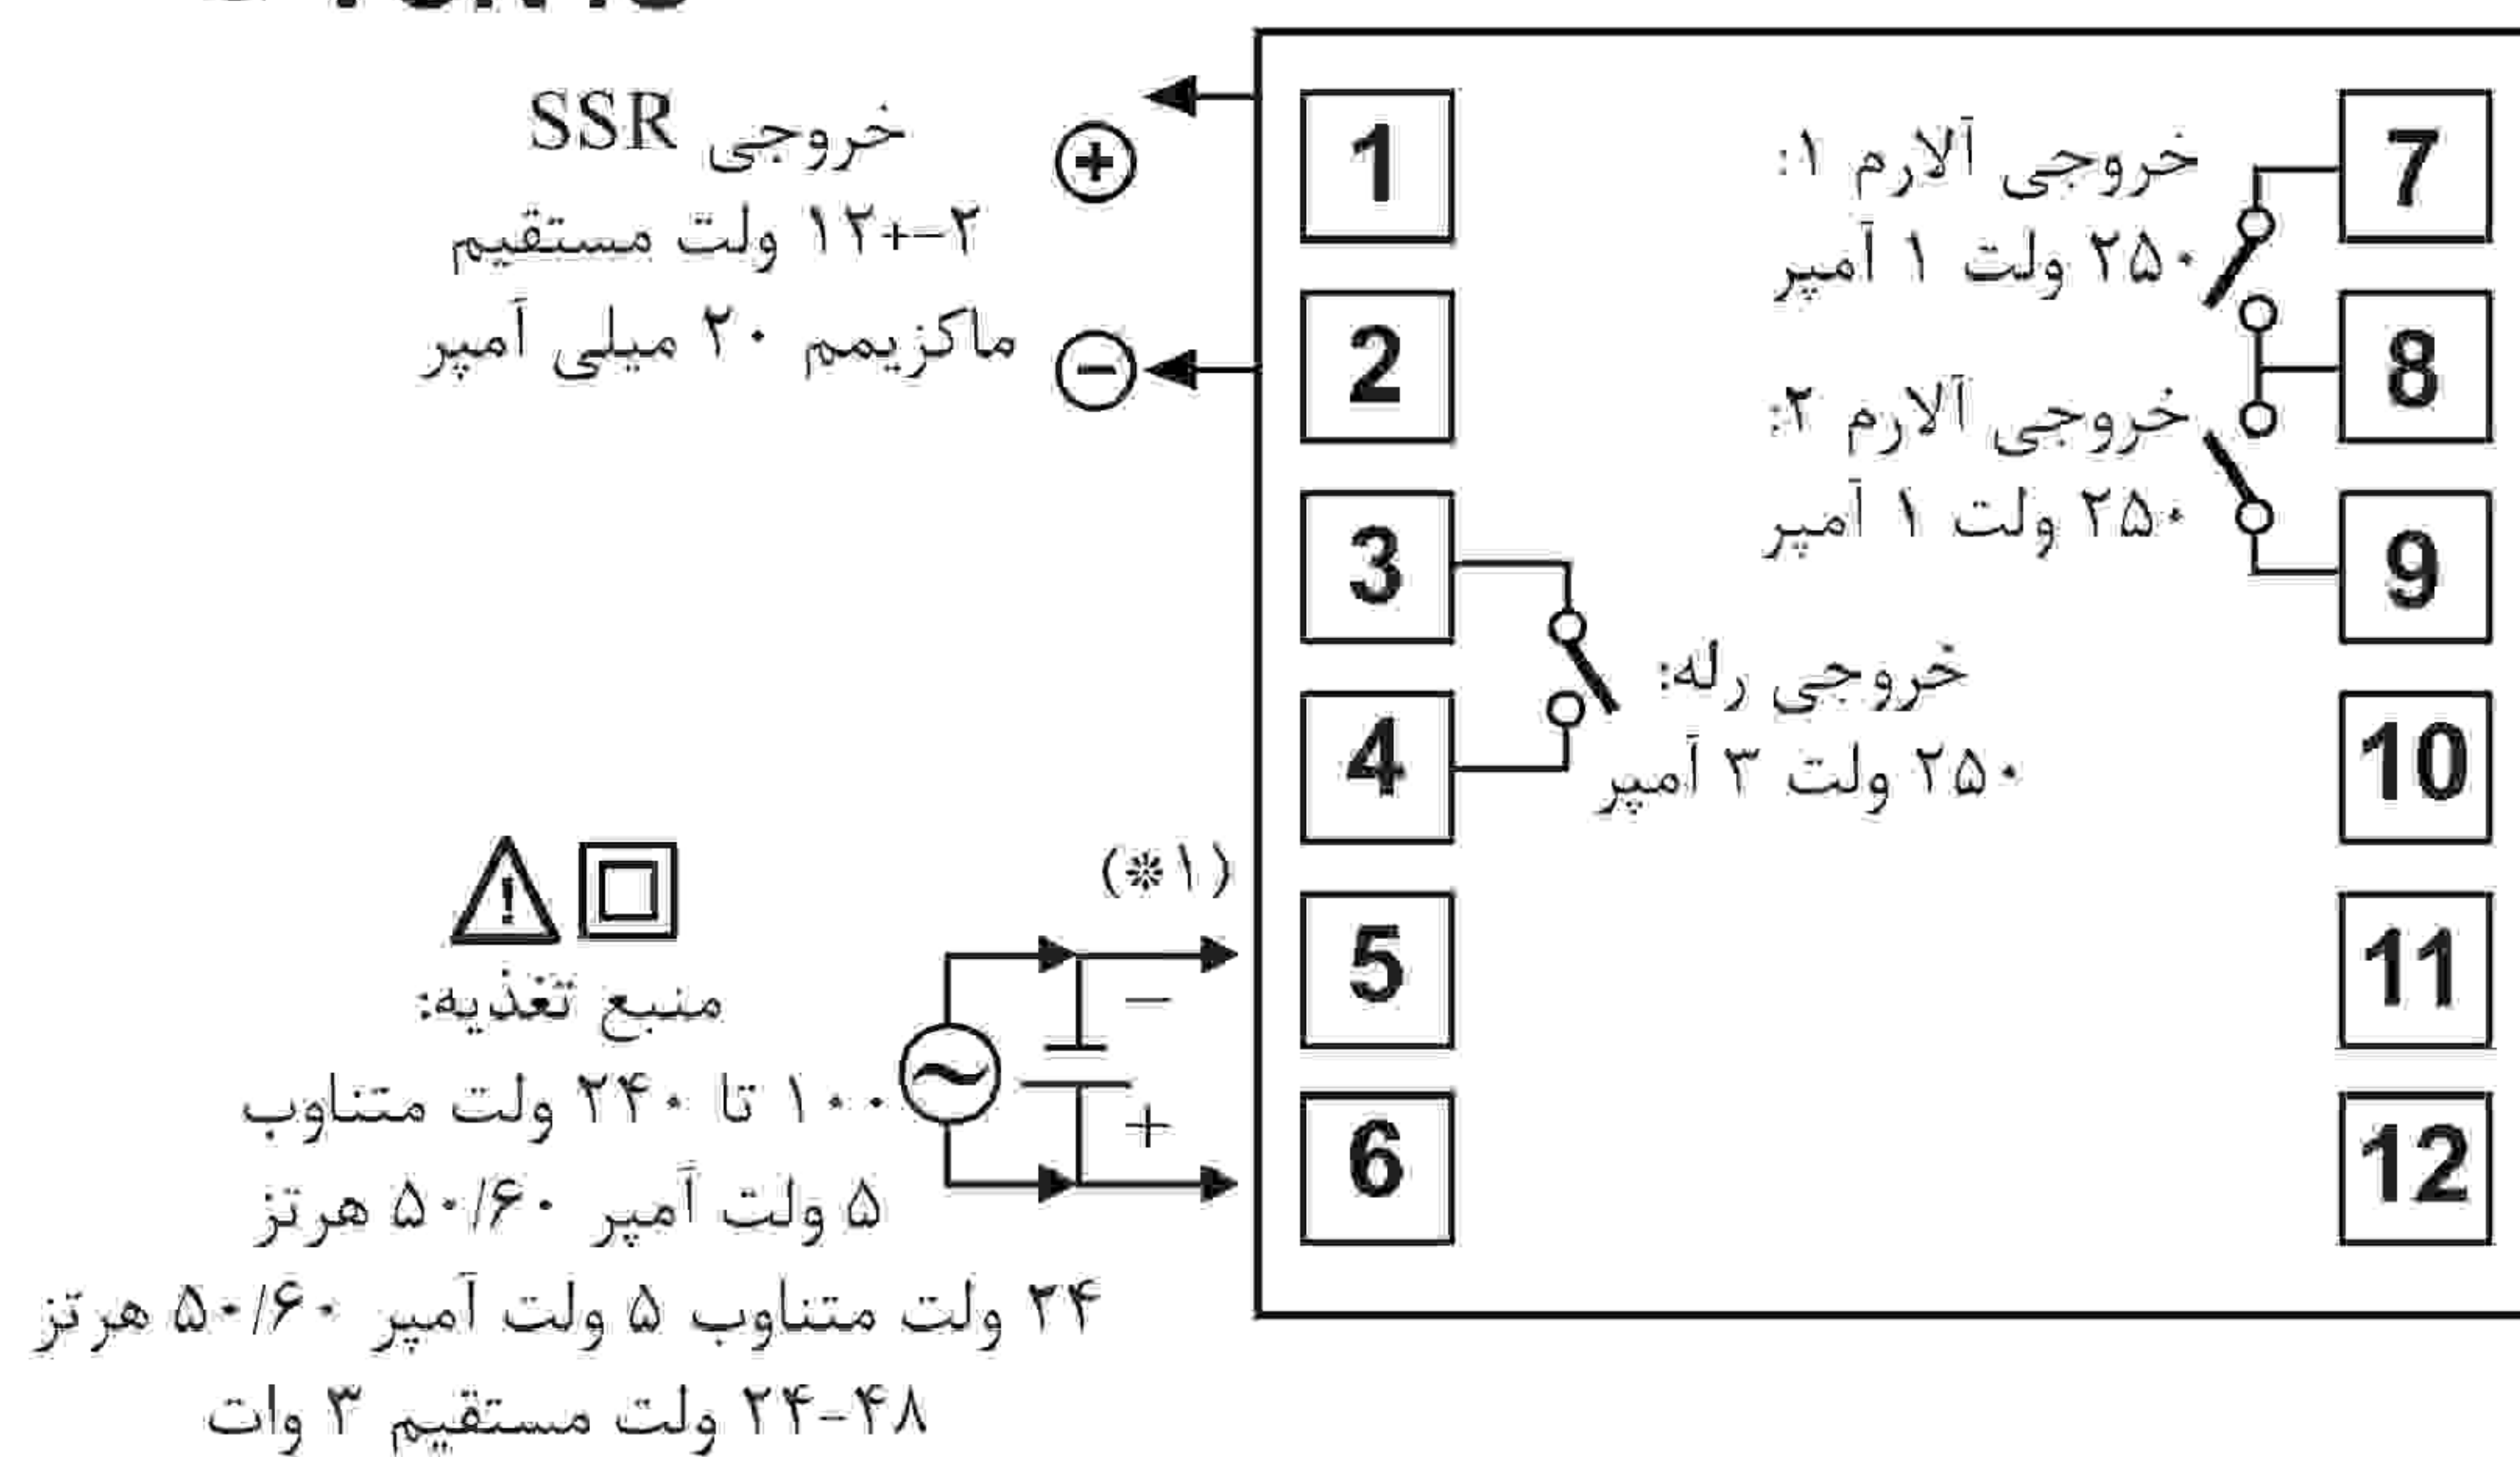 خروجی SSR
۱۲+-۲ ولت مستقیم
ماکزیمم ۲۰ میلی آمپر
+
-
1
2
3
4
5
6
خروجی آلارم ۱:
۲۵۰ ولت ۱ آمپر
خروجی آلارم ۲:
۲۵۰ ولت ۱ آمپر
خروجی رله:
۲۵۰ ولت ۳ آمپر
7
8
9
10
11
12
(*۱)
!
منبع تغذیه:
۱۰۰ تا ۲۴۰ ولت متناوب
۵ ولت آمپر ۵۰/۶۰ هرتز
۲۴ ولت متناوب ۵ ولت آمپر ۵۰/۶۰ هرتز
۲۴-۴۸ ولت مستقیم ۳ وات
~
−
+